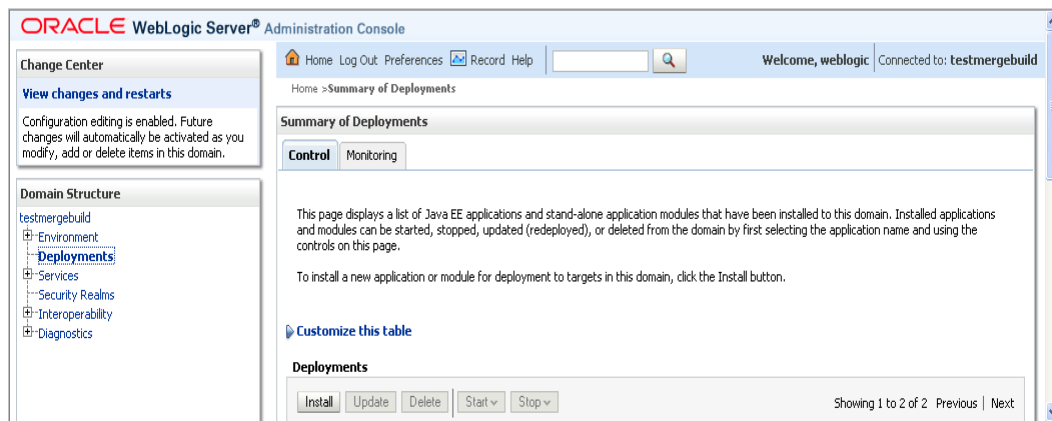 ORACLE WebLogic Server® Administration Console
Change Center
View changes and restarts
Configuration editing is enabled. Future
changes will automatically be activated as you
modify, add or delete items in this domain.
Domain Structure
testmergebuild
Environment
Deployments
Services
Security Realms
Interoperability
Diagnostics
Home Log Out Preferences Record Help
Welcome, weblogic Connected to: testmergebuild
Home >Summary of Deployments
Summary of Deployments
Control Monitoring
This page displays a list of Java EE applications and stand-alone application modules that have been installed to this domain. Installed applications
and modules can be started, stopped, updated (redeployed), or deleted from the domain by first selecting the application name and using the
controls on this page.
To install a new application or module for deployment to targets in this domain, click the Install button.
Customize this table
Deployments
Install Update Delete Start Stop Showing 1 to 2 of 2 Previous | Next